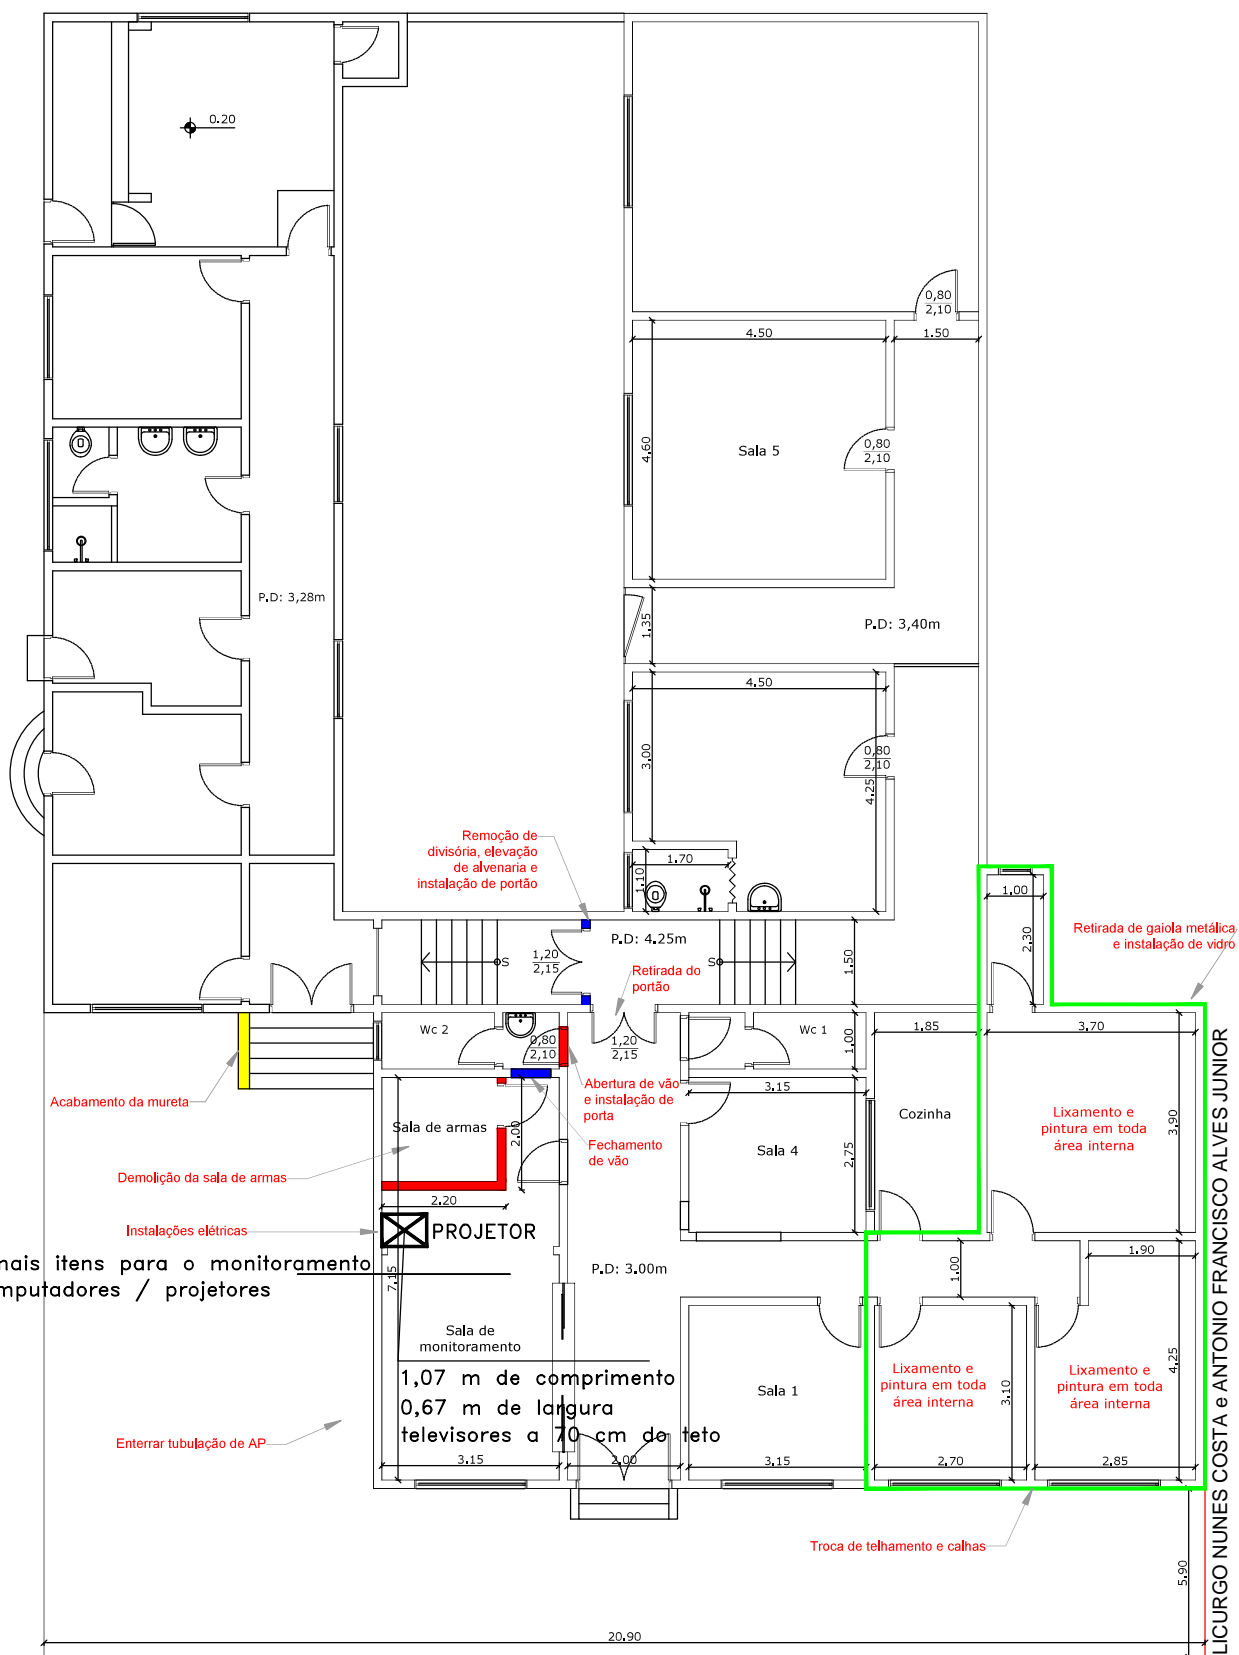 0.20
0,80
2,10
4.50
1.50
4.60
Sala 5
0,80
2,10
P.D: 3,28m
1.35
P.D: 3,40m
4.50
3.00
0,80
2,10
4.25
Remoção de
divisória, elevação
de alvenaria e
instalação de portão
1.70
1.10
1.00
2.30
Retirada de gaiola metálica
e instalação de vidro
S
1,20
2,15
P.D: 4.25m
S
1.50
Retirada do
portão
Wc 2
0,80
2,10
1,20
2,15
Wc 1
1.00
1.85
3.70
Acabamento da mureta
Abertura de vão
e instalação de
porta
3.15
Sala de armas
2.00
Fechamento
de vão
Sala 4
2.75
Cozinha
Lixamento e
pintura em toda
área interna
3.90
Demolição da sala de armas
2.20
Instalações elétricas
PROJETOR
mais itens para o monitoramento
mputadores / projetores
7.15
P.D: 3.00m
1.00
1.90
Sala de
monitoramento
1,07 m de comprimento
0,67 m de largura
televisores a 70 cm do teto
Sala 1
Lixamento e
pintura em toda
área interna
3.10
Lixamento e
pintura em toda
área interna
4.25
Enterrar tubulação de AP
3.15
2.00
3.15
2.70
2.85
Troca de telhamento e calhas
5.90
20.90
LICURGO NUNES COSTA e ANTONIO FRANCISCO ALVES JUNIOR